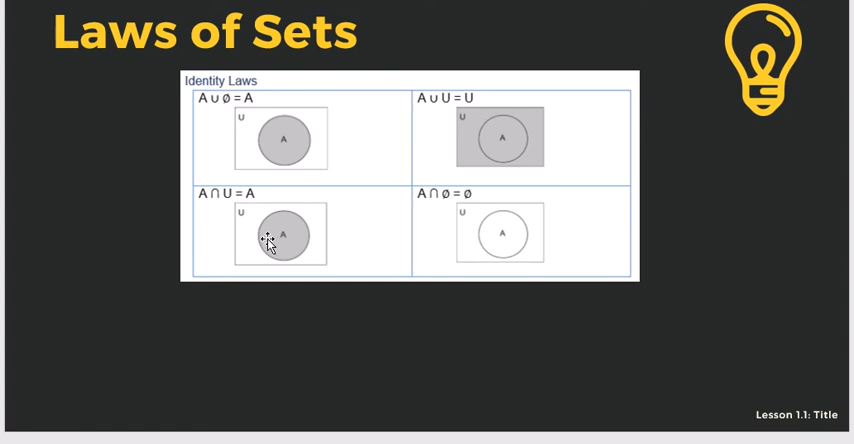 Laws of Sets
Identity Laws
A ∪ ø = A
U
A
A ∪ U = U
U
A
A ∩ U = A
U
A
A ∩ ø = ø
U
A
Lesson 1.1: Title